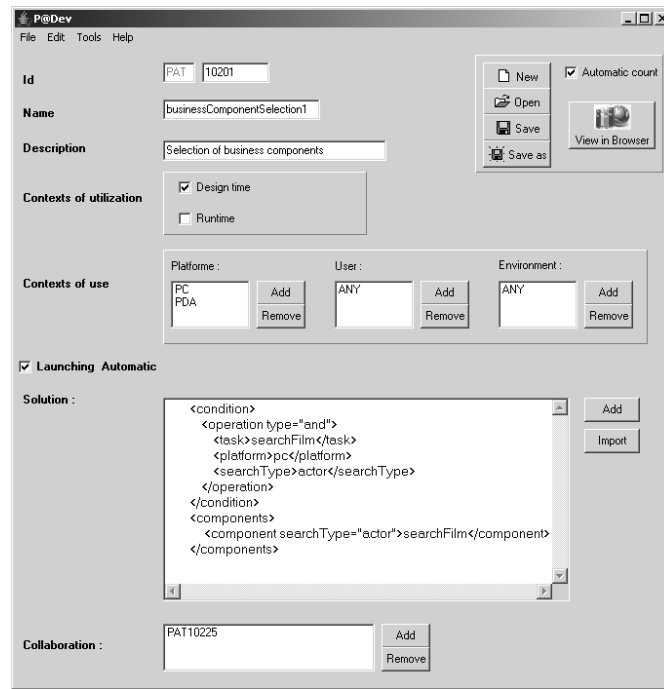 P@Dev
File Edit Tools Help
Id
PAT 10201
New
Automatic count
Open
Save
View in Browser
Save as
Name
businessComponentSelection1
Description
Selection of business components
Contexts of utilization
Design time
Runtime
Contexts of use
Platforme :
PC
PDA
Add
Remove
User :
ANY
Add
Remove
Environment :
ANY
Add
Remove
Launching Automatic
Solution :
<condition>
<operation type="and">
<task>searchFilm</task>
<platform>pc</platform>
<searchType>actor</searchType>
</operation>
</condition>
<components>
<component searchType="actor">searchFilm</component>
</components>
Add
Import
Collaboration :
PAT10225
Add
Remove